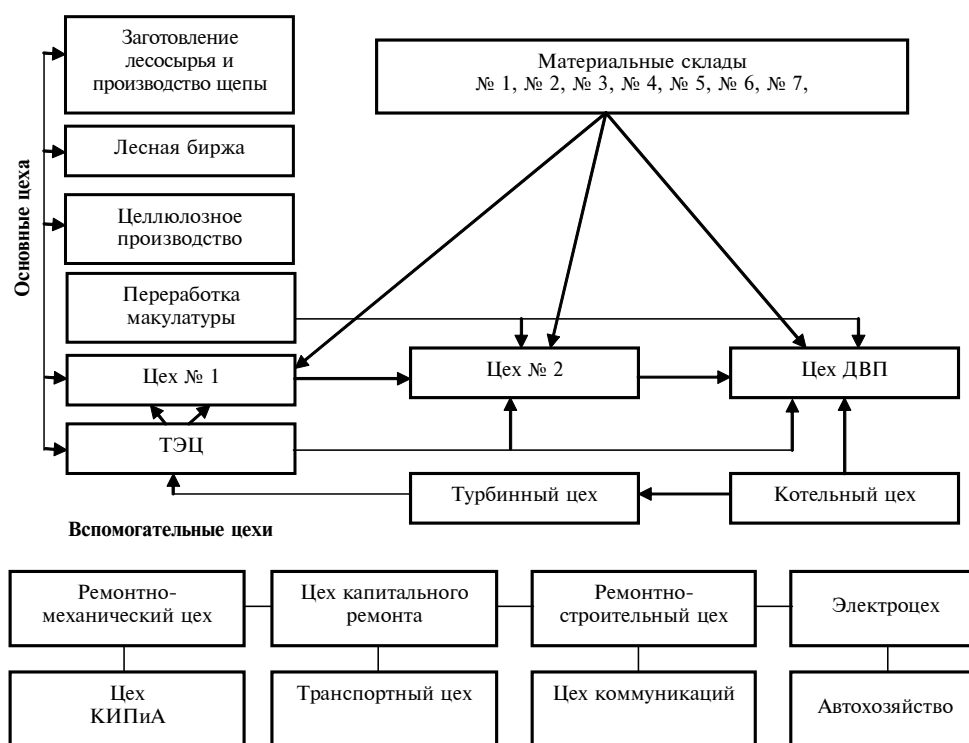 Заготовление
лесосырья и
производство щепы
Материальные склады
№ 1, № 2, № 3, № 4, № 5, № 6, № 7,
Основные цеха
Лесная биржа
Целлюлозное
производство
Переработка
макулатуры
Цех № 1
Цех № 2
Цех ДВП
ТЭЦ
Турбинный цех
Котельный цех
Вспомогательные цехи
Ремонтно-
механический цех
Цех капитального
ремонта
Ремонтно-
строительный цех
Электроцех
Цех
КИПиА
Транспортный цех
Цех коммуникаций
Автохозяйство